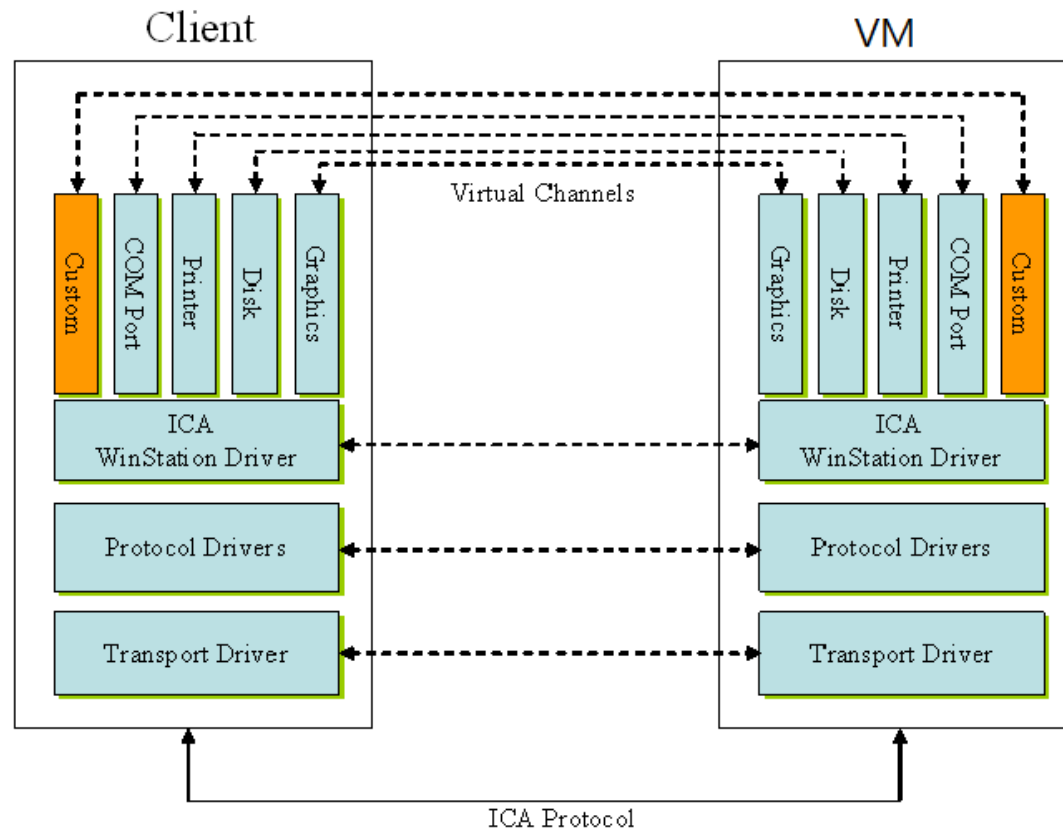 Client
VM
Virtual Channels
Custom
COM Port
Printer
Disk
Graphics
Graphics
Disk
Printer
COM Port
Custom
ICA
WinStation Driver
ICA
WinStation Driver
Protocol Drivers
Protocol Drivers
Transport Driver
Transport Driver
ICA Protocol